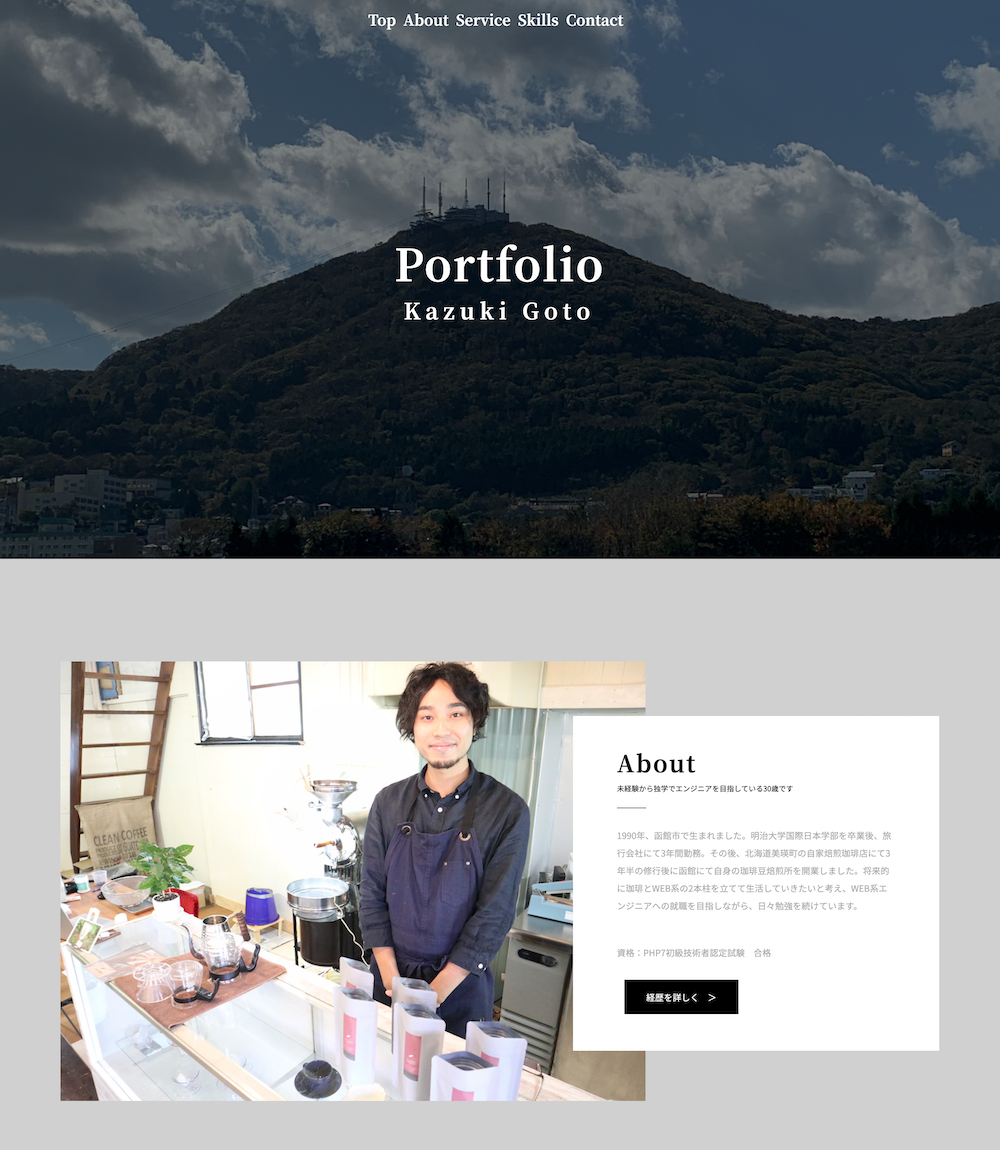 Top About Service Skills Contact
Portfolio
Kazuki Goto
CLEAN COFFEE
About
未経験から独学でエンジニアを目指している30歳です
1990年、函館市で生まれました。明治大学国際日本学部を卒業後、旅
行会社にて3年間勤務。その後、北海道美瑛町の自家焙煎珈琲店にて3
年半の修行後に函館にて自身の珈琲豆焙煎所を開業しました。将来的
に珈琲とWEB系の2本柱を立てて生活していきたいと考え、WEB系エ
ンジニアへの就職を目指しながら、日々勉強を続けています。
資格：PHP7初級技術者認定試験　合格
経歴を詳しく　＞